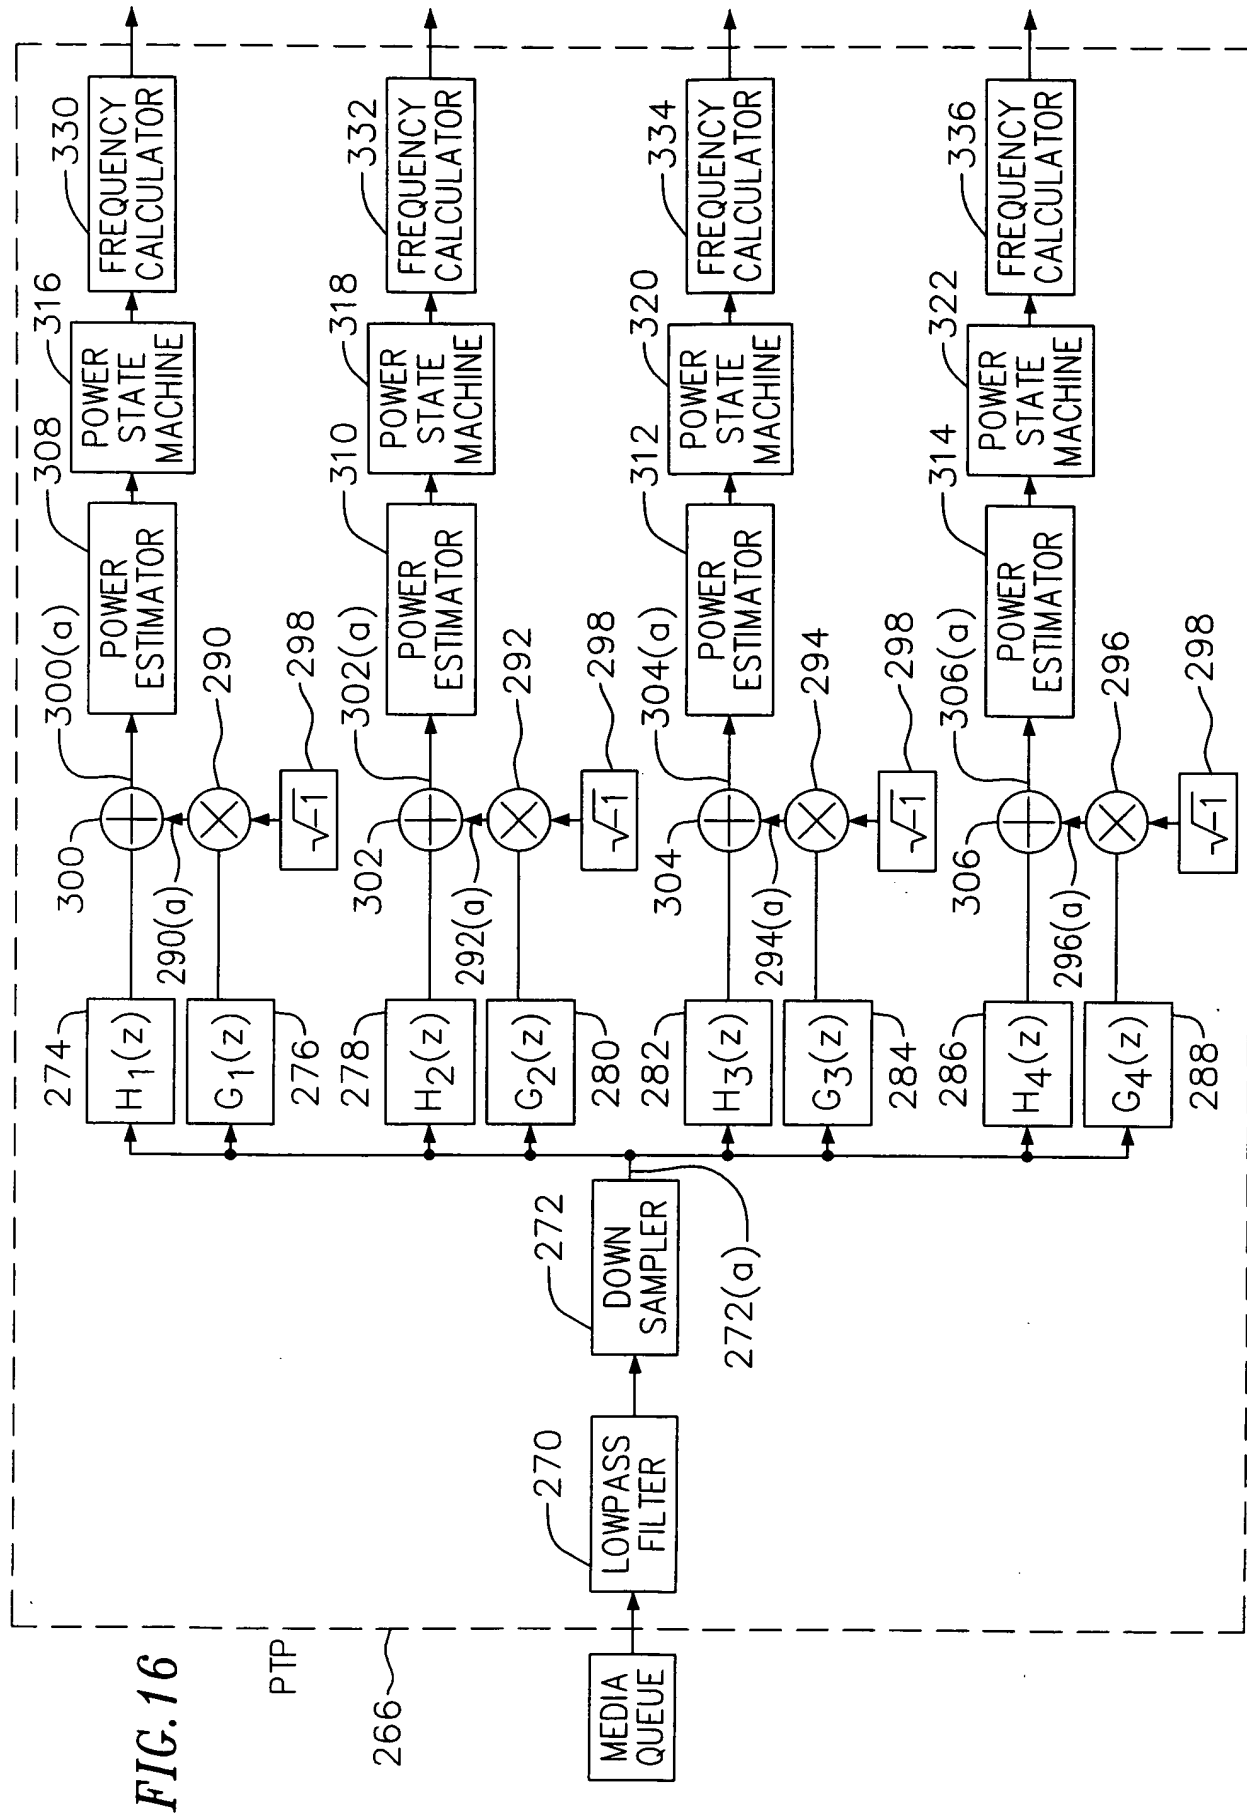 FIG. 16
PTP
266
MEDIA
QUEUE
270
LOWPASS
FILTER
272
DOWN
SAMPLER
272(a)
274
H1(z)
G1(z)
276
290(a)
300
300(a)
290
√-1
298
308
POWER
ESTIMATOR
316
POWER
STATE
MACHINE
330
FREQUENCY
CALCULATOR
278
H2(z)
G2(z)
280
292(a)
302
302(a)
292
√-1
298
310
POWER
ESTIMATOR
318
POWER
STATE
MACHINE
332
FREQUENCY
CALCULATOR
282
H3(z)
G3(z)
284
294(a)
304
304(a)
294
√-1
298
312
POWER
ESTIMATOR
320
POWER
STATE
MACHINE
334
FREQUENCY
CALCULATOR
286
H4(z)
G4(z)
288
296(a)
306
306(a)
296
√-1
298
314
POWER
ESTIMATOR
322
POWER
STATE
MACHINE
336
FREQUENCY
CALCULATOR